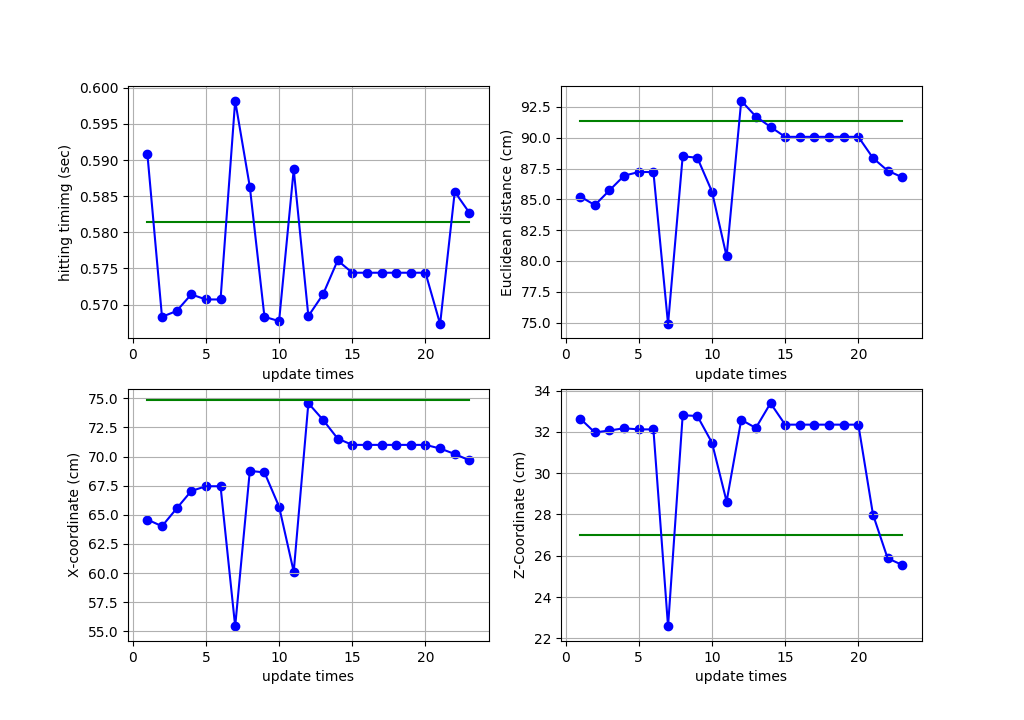 hitting timimg (sec)
0.600
0.595
0.590
0.585
0.580
0.575
0.570
0 5 10 15 20
update times
Euclidean distance (cm)
92.5
90.0
87.5
85.0
82.5
80.0
77.5
75.0
0 5 10 15 20
update times
X-coordinate (cm)
75.0
72.5
70.0
67.5
65.0
62.5
60.0
57.5
55.0
0 5 10 15 20
update times
Z-Coordinate (cm)
34
32
30
28
26
24
22
0 5 10 15 20
update times